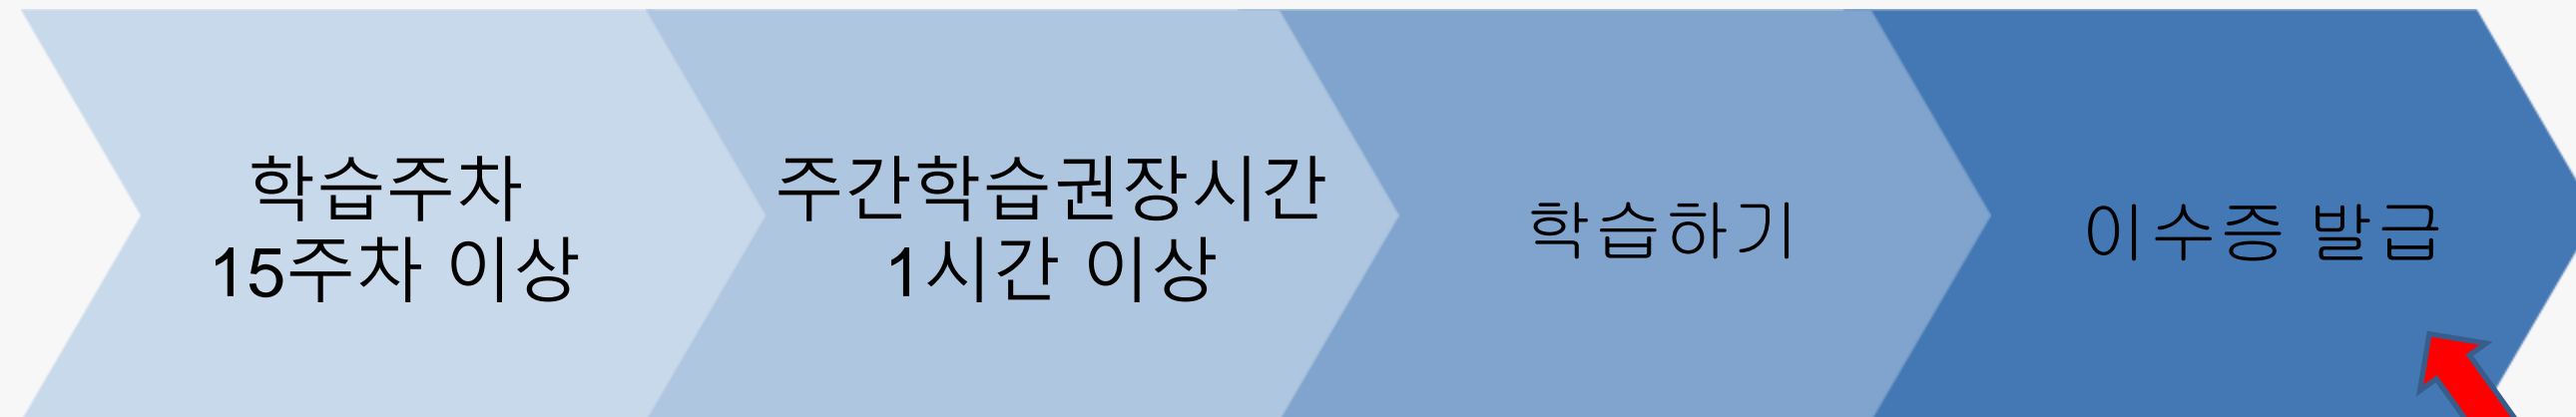 학습주차
15주차 이상
주간학습권장시간
1시간 이상
학습하기
이수증 발급